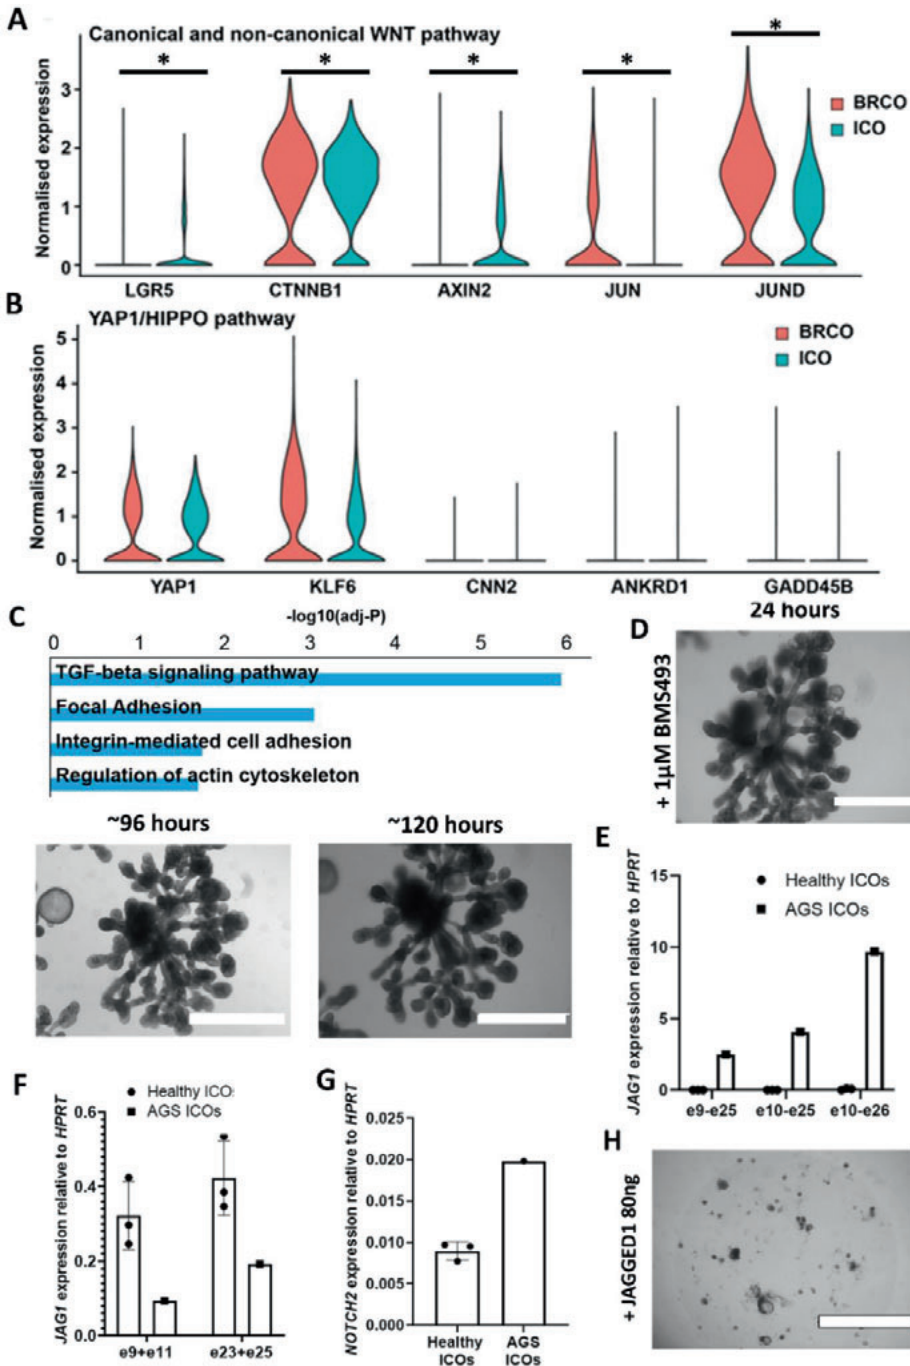 A
Canonical and non-canonical WNT pathway
* * * * *
Normalised expression
3
2
1
0
BRCO
ICO
LGR5 CTNNB1 AXIN2 JUN JUND
B
YAP1/HIPPO pathway
Normalised expression
5
4
3
2
1
0
BRCO
ICO
YAP1 KLF6 CNN2 ANKRD1 GADD45B
C
-log10(adj-P)
0 1 2 3 4 5 6
TGF-beta signaling pathway
Focal Adhesion
Integrin-mediated cell adhesion
Regulation of actin cytoskeleton
D
24 hours
+ 1µM BMS493
~96 hours
~120 hours
E
JAG1 expression relative to HPRT
15
10
5
0
Healthy ICOs
AGS ICOs
e9-e25 e10-e25 e10-e26
F
JAG1 expression relative to HPRT
0.6
0.4
0.2
0.0
Healthy ICOs
AGS ICOs
e9+e11 e23+e25
G
NOTCH2 expression relative to HPRT
0.025
0.020
0.015
0.010
0.005
0.000
Healthy
ICOs
AGS
ICOs
H
+ JAGGED1 80ng